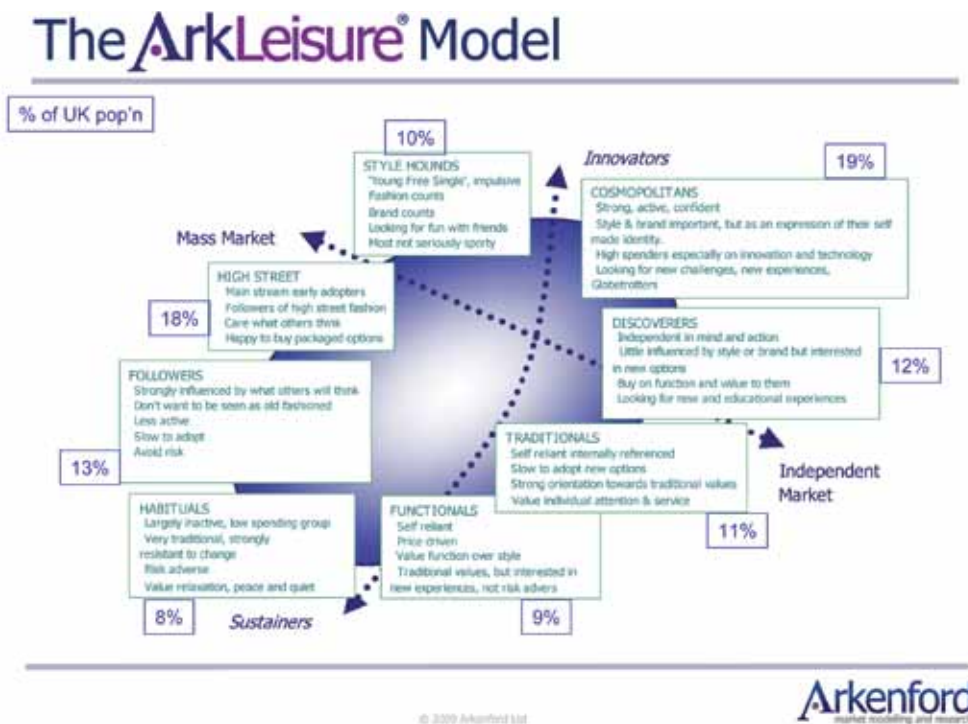 The ArkLeisure® Model
% of UK pop'n
10%
STYLE HOUNDS
'Young Free Single', impulsive
Fashion counts
Brand counts
Looking for fun with friends
Most not seriously sporty
Innovators
19%
COSMOPOLITANS
Strong, active, confident
Style & brand important, but as an expression of their self
made identity.
High spenders especially on innovation and technology
Looking for new challenges, new experiences,
Globetrotters
Mass Market
HIGH STREET
Main stream early adopters
Followers of high street fashion
Care what others think
Happy to buy packaged options
18%
DISCOVERERS
Independent in mind and action
Little influenced by style or brand but interested
in new options
Buy on function and value to them
Looking for new and educational experiences
12%
FOLLOWERS
Strongly influenced by what others will think
Don't want to be seen as old fashioned
Less active
Slow to adopt
Avoid risk
13%
TRADITIONALS
Self reliant internally referenced
Slow to adopt new options
Strong orientation towards traditional values
Value individual attention & service
11%
Independent
Market
HABITUALS
Largely inactive, low spending group
Very traditional, strongly
resistant to change
Risk adverse
Value relaxation, peace and quiet
8%
FUNCTIONALS
Self reliant
Price driven
Value function over style
Traditional values, but interested in
new experiences, not risk advers
9%
Sustainers
Arkenford
market modelling and research
© 2009 Arkenford Ltd